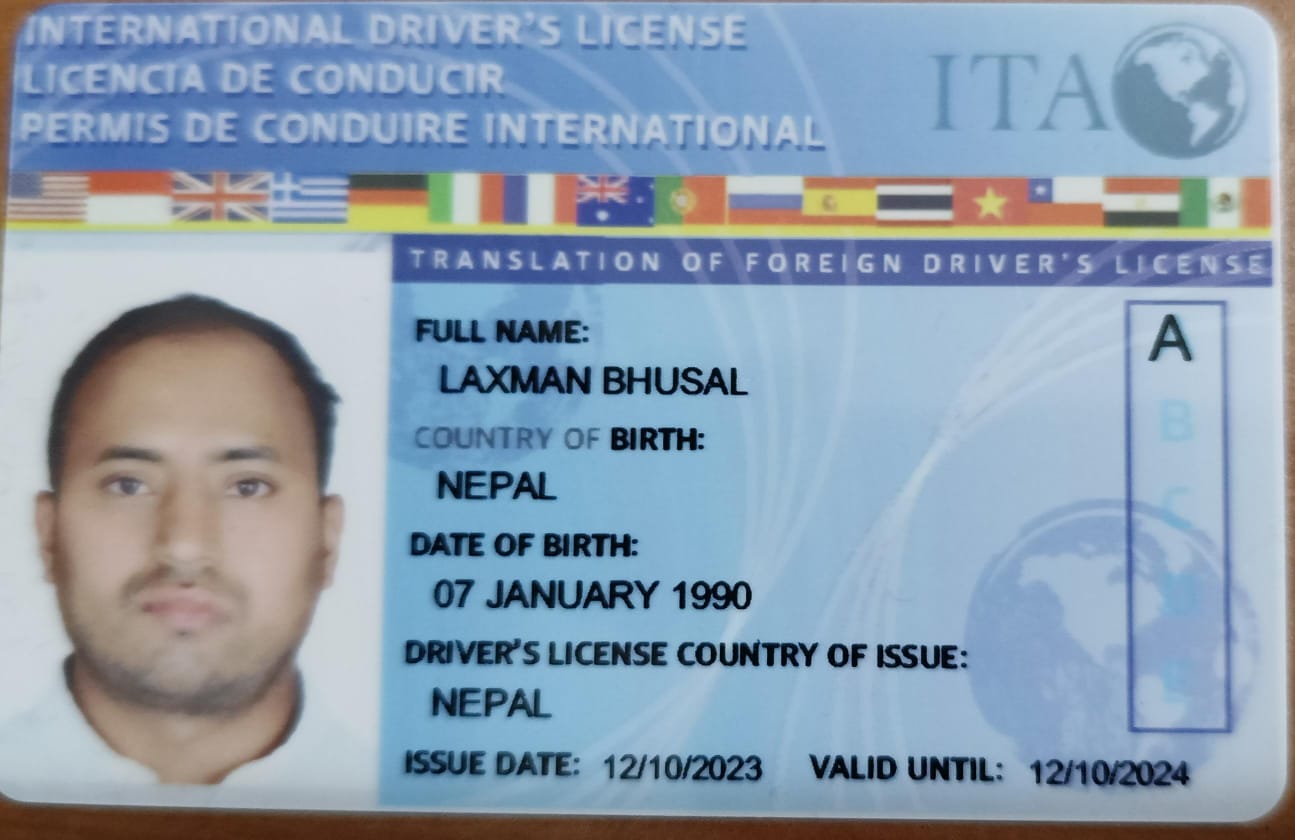 INTERNATIONAL DRIVER'S LICENSE
LICENCIA DE CONDUCIR
PERMIS DE CONDUIRE INTERNATIONAL
ITA
TRANSLATION OF FOREIGN DRIVER'S LICENSE
FULL NAME:
LAXMAN BHUSAL
COUNTRY OF BIRTH:
NEPAL
DATE OF BIRTH:
07 JANUARY 1990
DRIVER'S LICENSE COUNTRY OF ISSUE:
NEPAL
ISSUE DATE: 12/10/2023 VALID UNTIL: 12/10/2024
A
B
C